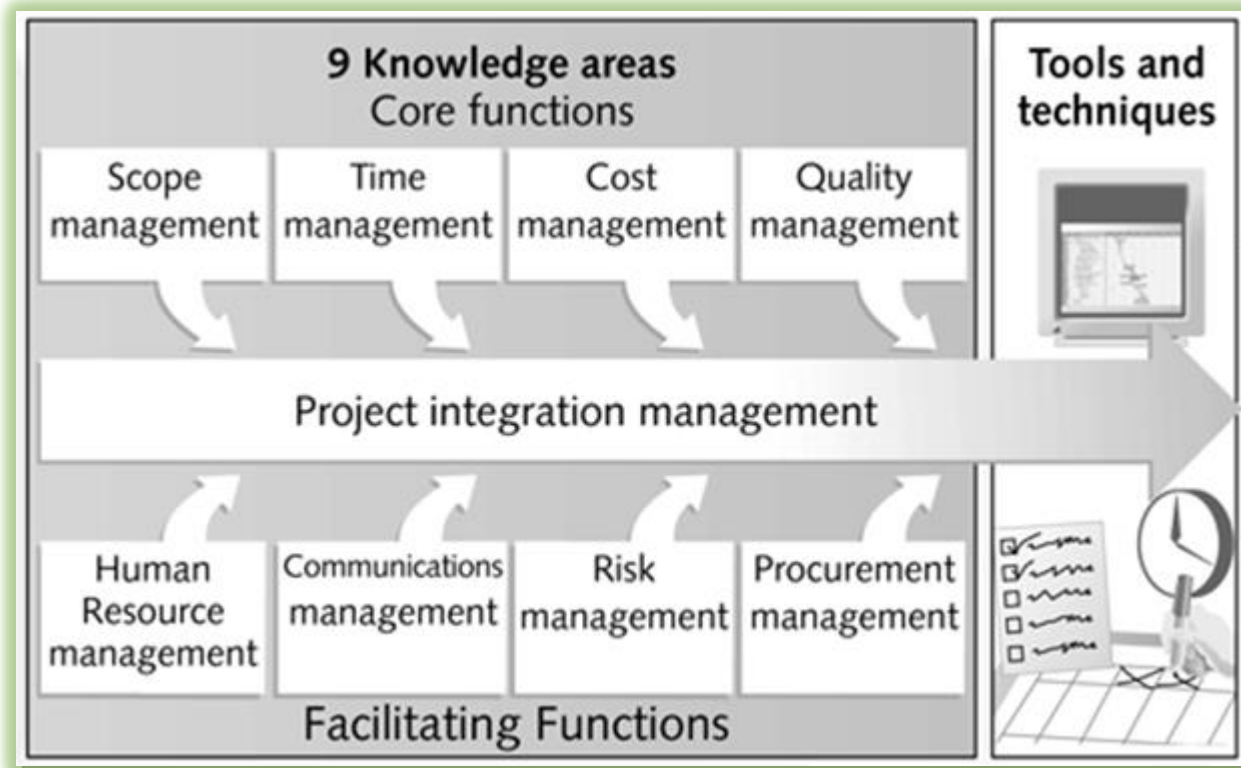 9 Knowledge areas
Core functions
Tools and
techniques
Scope
management
Time
management
Cost
management
Quality
management
Project integration management
Human
Resource
management
Communications
management
Risk
management
Procurement
management
Facilitating Functions